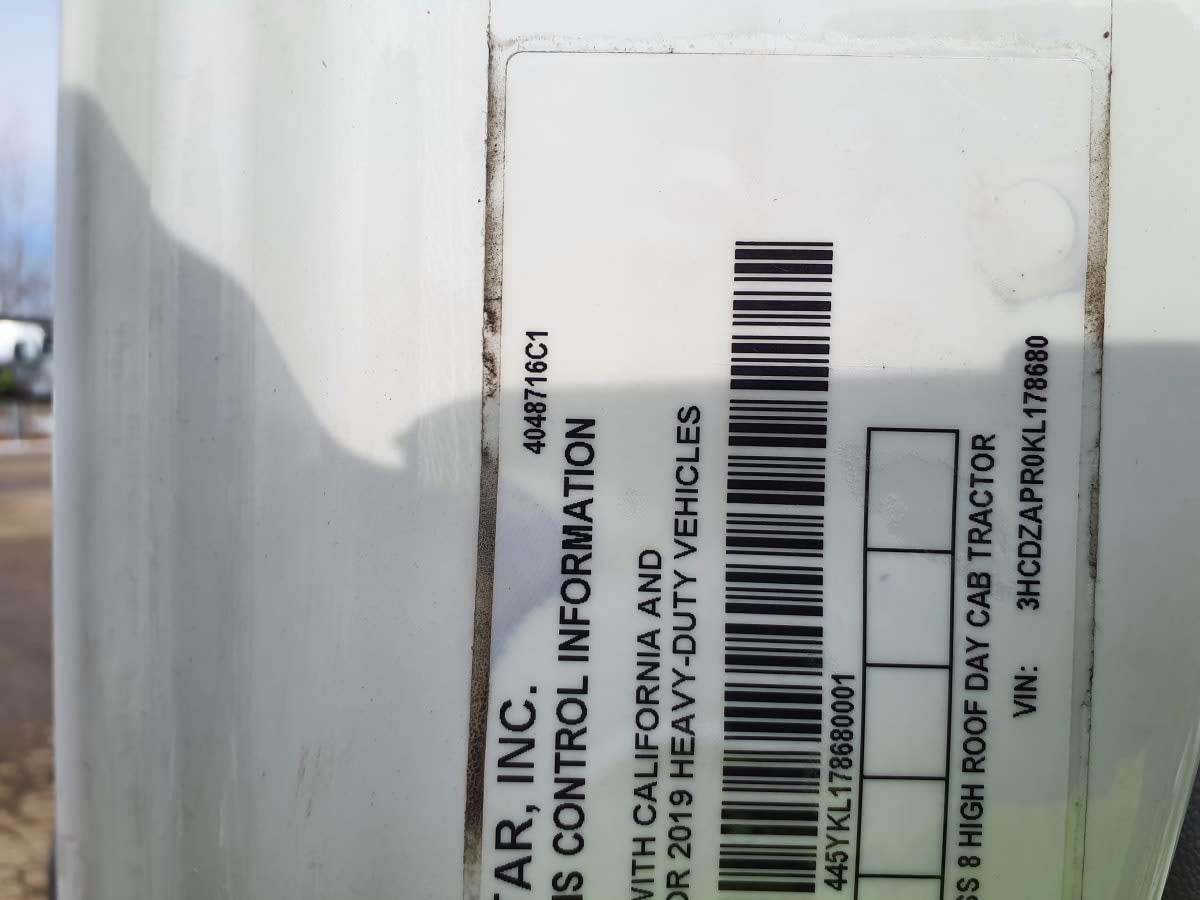 4048716C1
TAR, INC.
NS CONTROL INFORMATION
WITH CALIFORNIA AND
OR 2019 HEAVY-DUTY VEHICLES
445YKL178680001
SS 8 HIGH ROOF DAY CAB TRACTOR
VIN: 3HCDZAPR0KL178680